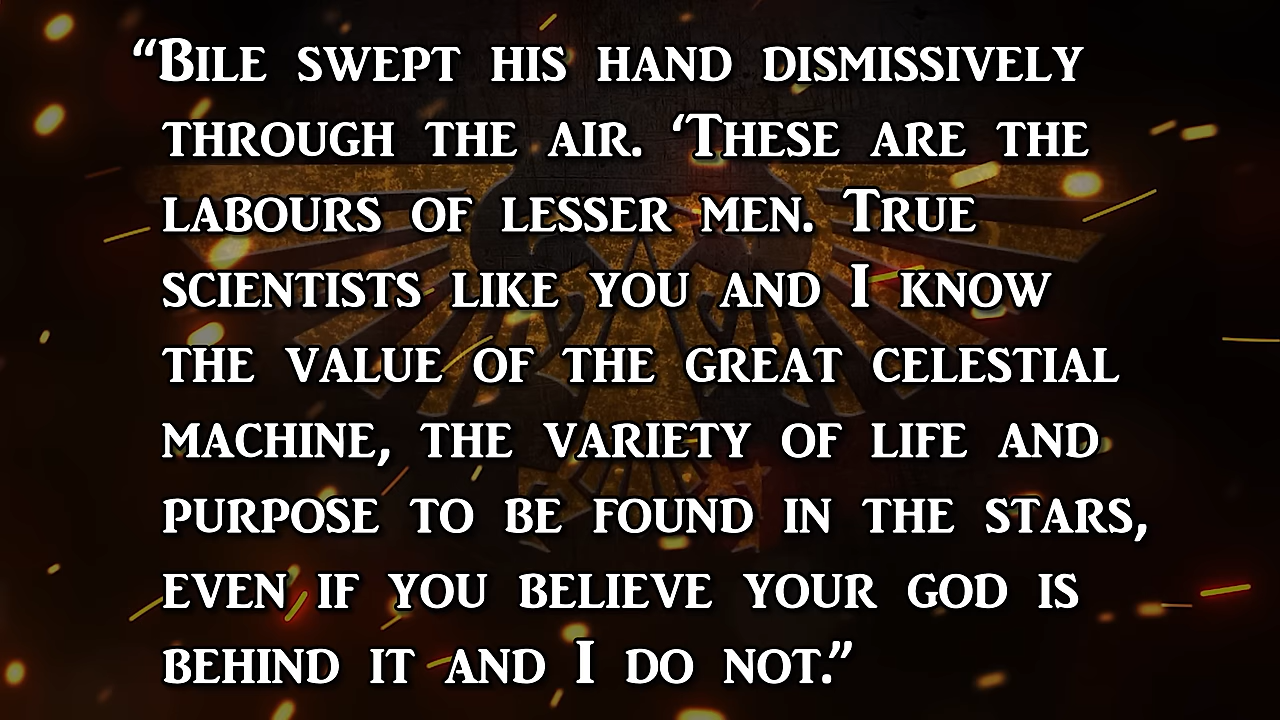 “Bile swept his hand dismissively
through the air. ‘These are the
labours of lesser men. True
scientists like you and I know
the value of the great celestial
machine, the variety of life and
purpose to be found in the stars,
even if you believe your god is
behind it and I do not.”